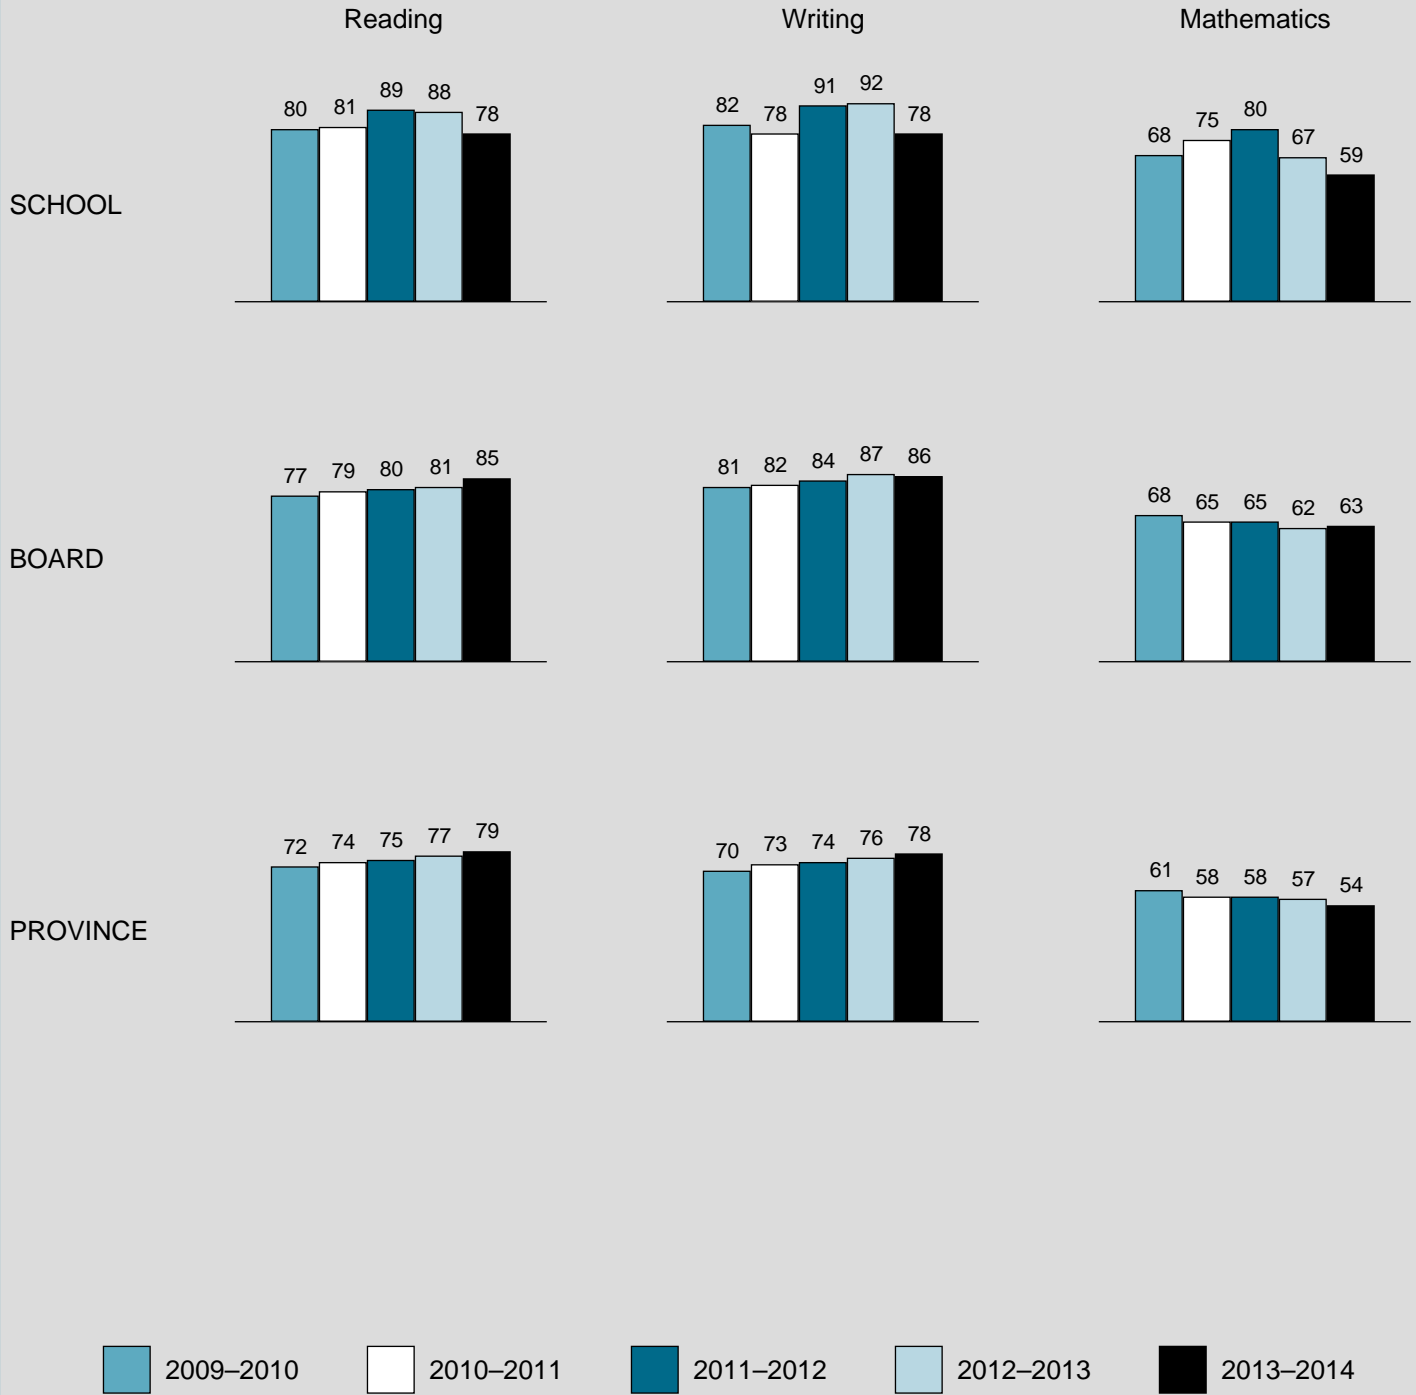 Reading Writing Mathematics
SCHOOL
80 81 89 88 78
82 78 91 92 78
68 75 80 67 59
BOARD
77 79 80 81 85
81 82 84 87 86
68 65 65 62 63
PROVINCE
72 74 75 77 79
70 73 74 76 78
61 58 58 57 54
2009–2010 2010–2011 2011–2012 2012–2013 2013–2014